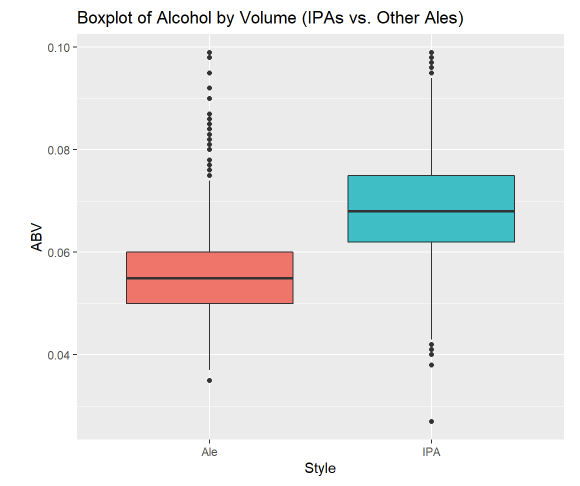 Boxplot of Alcohol by Volume (IPAs vs. Other Ales)
0.10
0.08
0.06
0.04
ABV
Ale
IPA
Style